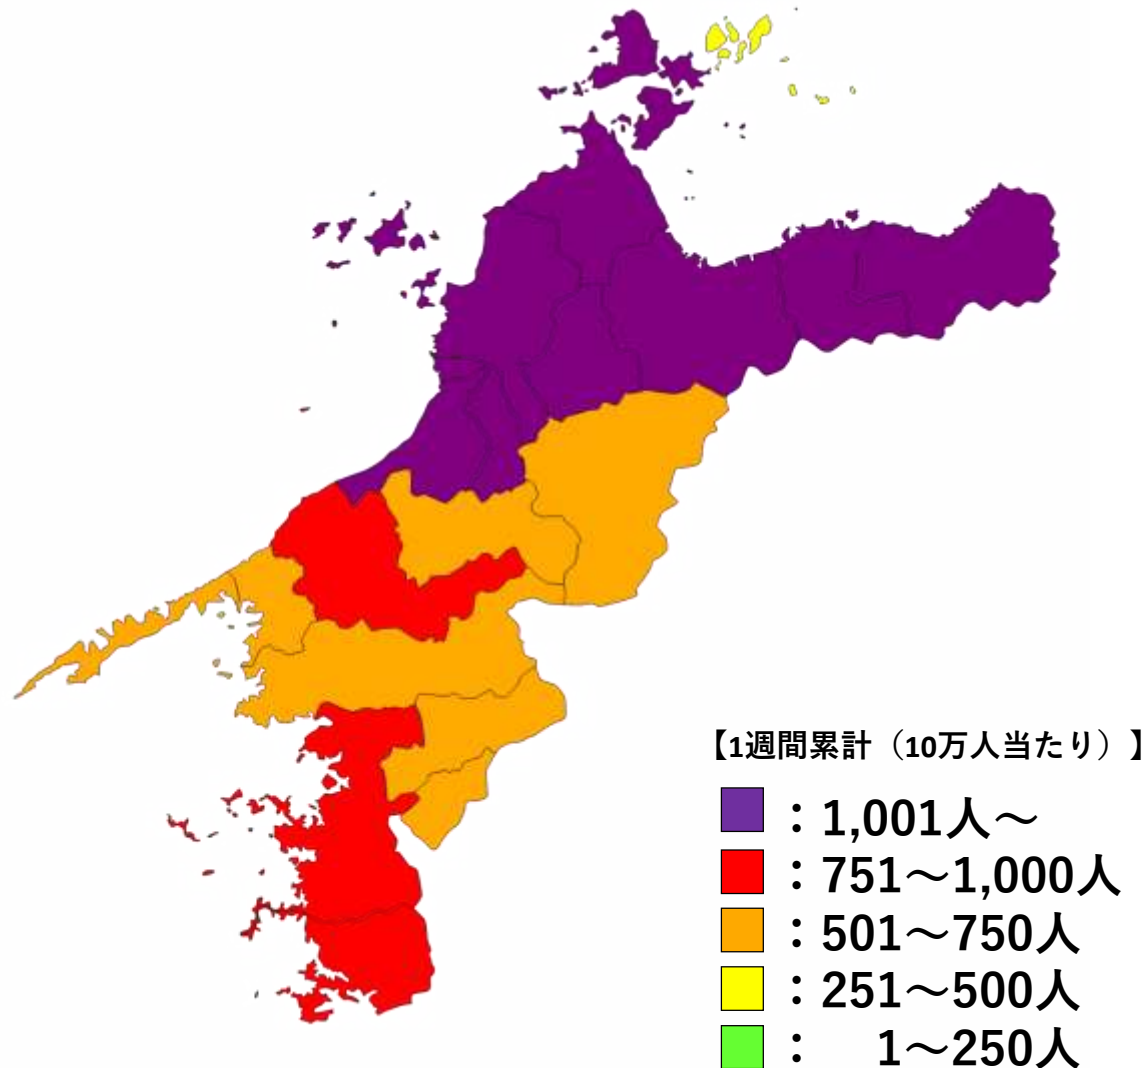 【1週間累計（10万人当たり）】
：1,001人～
：751～1,000人
：501～750人
：251～500人
：　1～250人